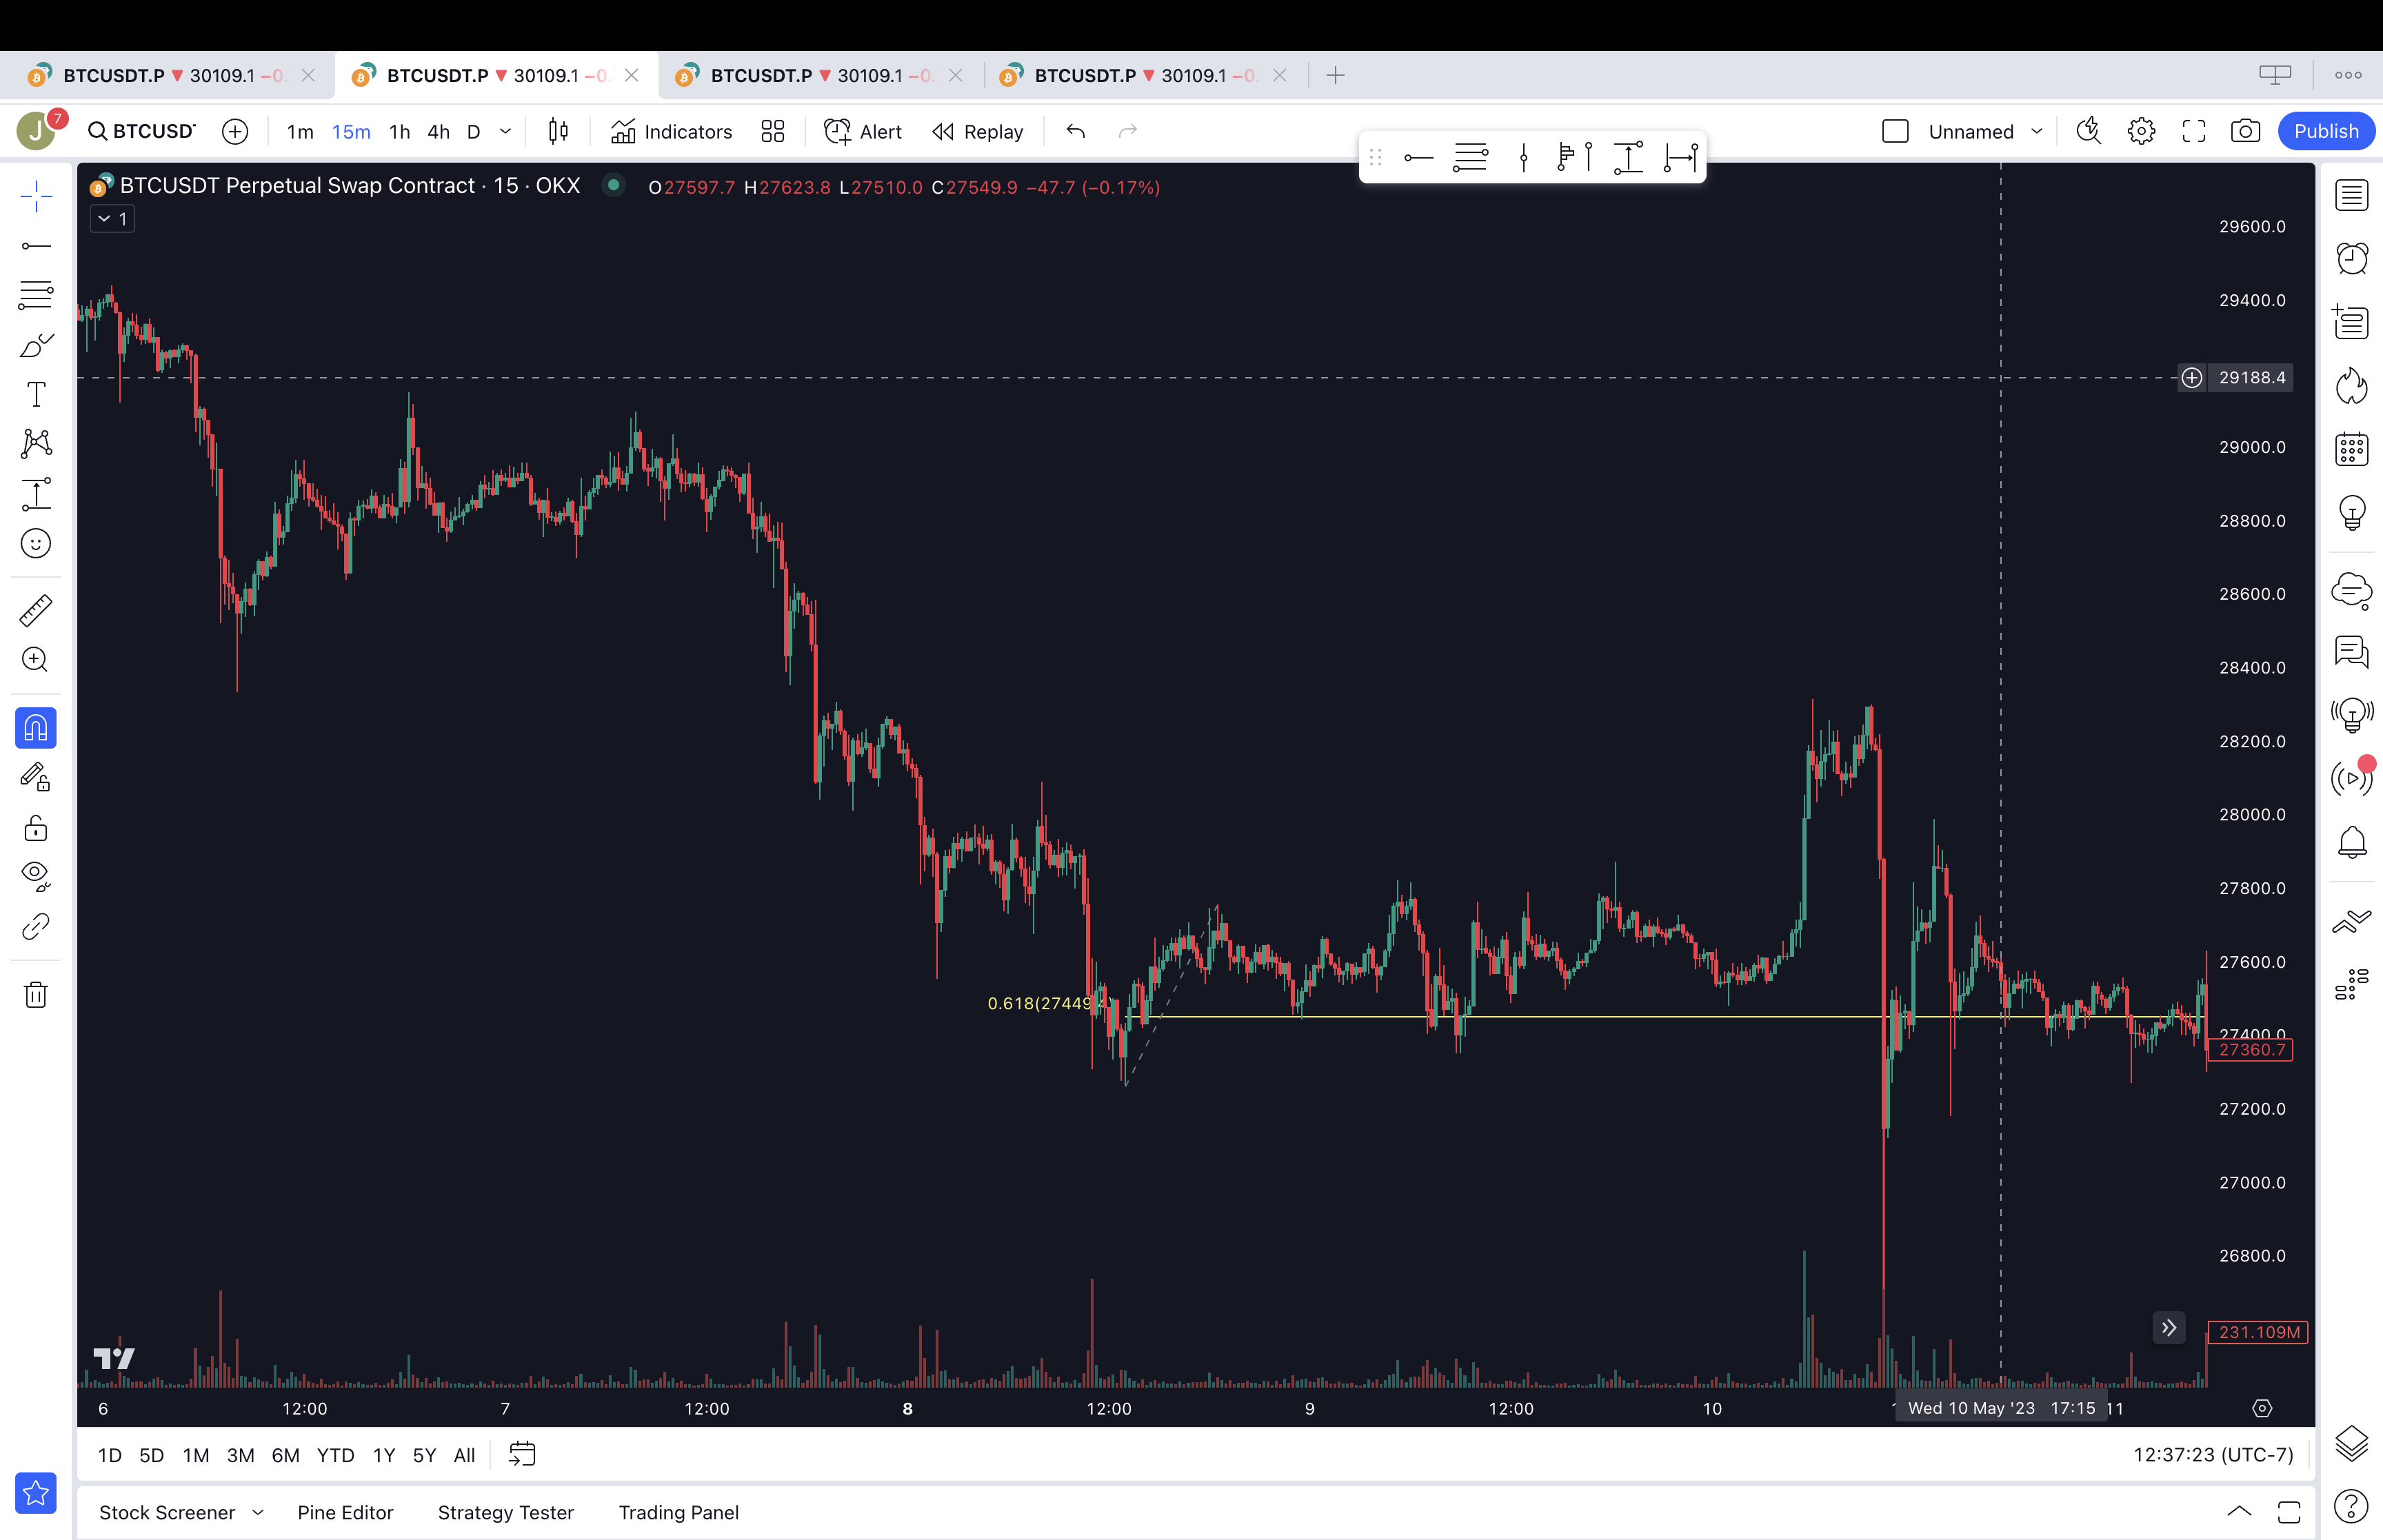 BTCUSDT.P 30109.1 −0. BTCUSDT.P 30109.1 −0. BTCUSDT.P 30109.1 −0. BTCUSDT.P 30109.1 −0.
J 7 BTCUSD 1m 15m 1h 4h D Indicators Alert Replay Unnamed Publish
BTCUSDT Perpetual Swap Contract · 15 · OKX O27597.7 H27623.8 L27510.0 C27549.9 −47.7 (−0.17%)
1
29600.0
29400.0
29188.4
29000.0
28800.0
28600.0
28400.0
28200.0
28000.0
27800.0
27600.0
0.618(27449
27400.0
27360.7
27200.0
27000.0
26800.0
231.109M
6 12:00 7 12:00 8 12:00 9 12:00 10 Wed 10 May '23 17:15 11
1D 5D 1M 3M 6M YTD 1Y 5Y All 12:37:23 (UTC-7)
Stock Screener Pine Editor Strategy Tester Trading Panel